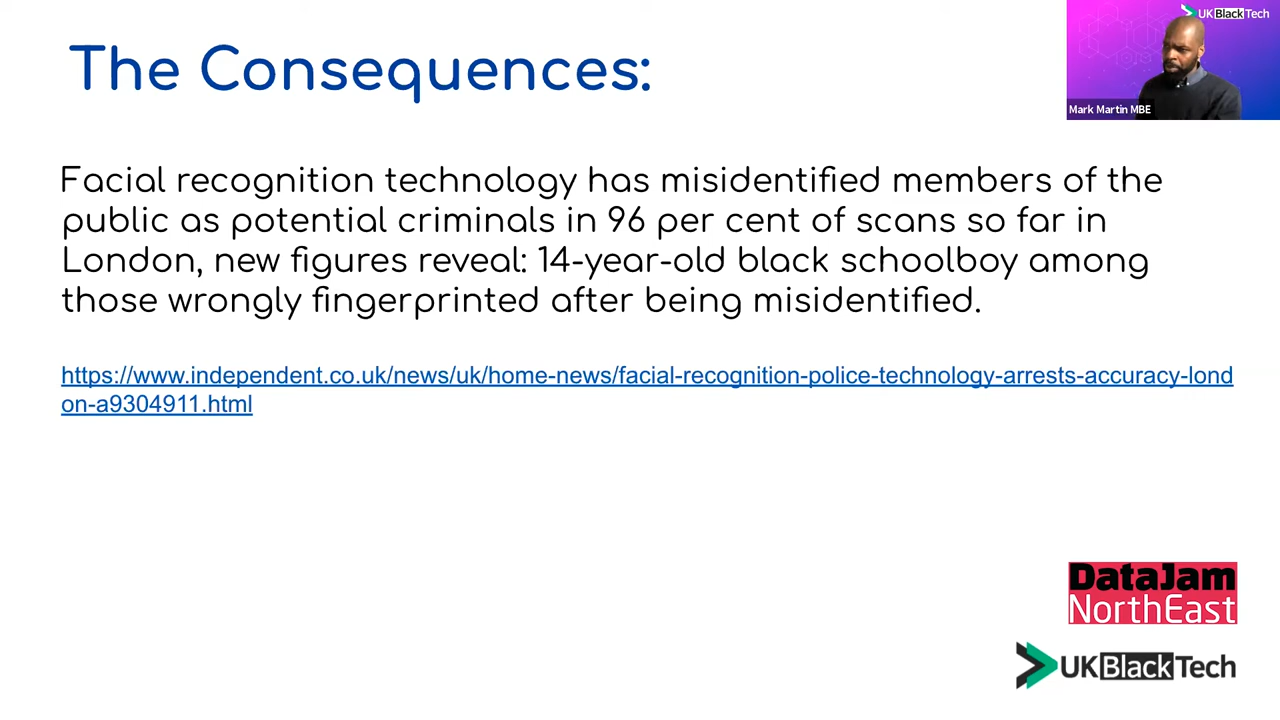 The Consequences:
UKBlackTech
Mark Martin MBE
Facial recognition technology has misidentified members of the
public as potential criminals in 96 per cent of scans so far in
London, new figures reveal: 14-year-old black schoolboy among
those wrongly fingerprinted after being misidentified.
https://www.independent.co.uk/news/uk/home-news/facial-recognition-police-technology-arrests-accuracy-lond
on-a9304911.html
DataJam
NorthEast
UKBlackTech